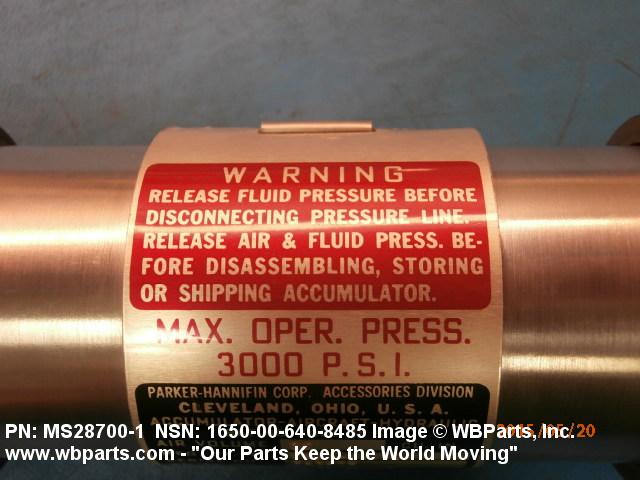 WARNING
RELEASE FLUID PRESSURE BEFORE
DISCONNECTING PRESSURE LINE.
RELEASE AIR & FLUID PRESS. BE-
FORE DISASSEMBLING, STORING
OR SHIPPING ACCUMULATOR.
MAX. OPER. PRESS.
3000 P.S.I.
PARKER-HANNIFIN CORP. ACCESSORIES DIVISION
CLEVELAND, OHIO, U. S. A.
PN: MS28700-1 NSN: 1650-00-640-8485 Image © WBParts, Inc.
www.wbparts.com - "Our Parts Keep the World Moving"